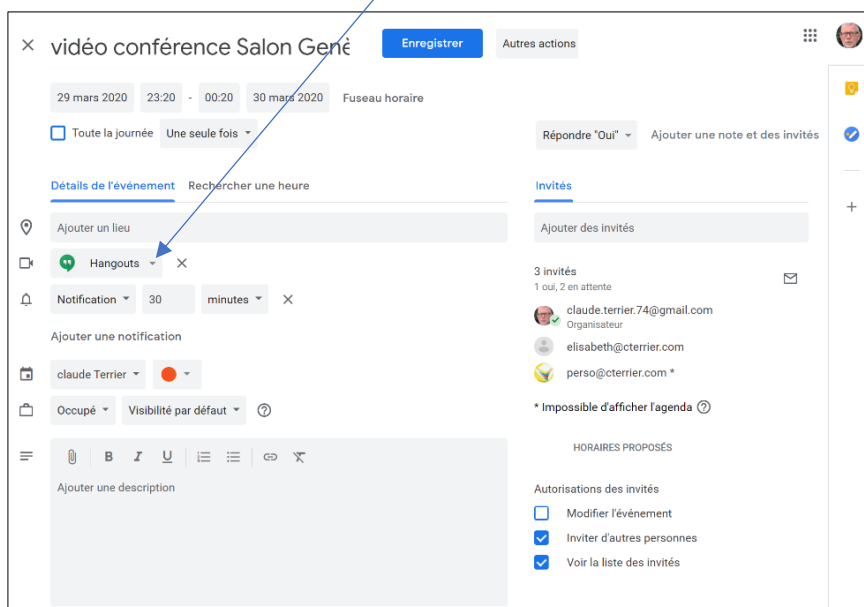 vidéo conférence Salon Genè
Enregistrer
Autres actions
29 mars 2020 23:20 - 00:20 30 mars 2020 Fuseau horaire
Toute la journée Une seule fois
Répondre "Oui" Ajouter une note et des invités
Détails de l'événement Rechercher une heure
Invités
Ajouter un lieu
Ajouter des invités
Hangouts
3 invités
1 oui, 2 en attente
Notification 30 minutes
claude.terrier.74@gmail.com
Organisateur
Ajouter une notification
elisabeth@cterrier.com
claude Terrier
perso@cterrier.com *
Occupé Visibilité par défaut
* Impossible d'afficher l'agenda
HORAIRES PROPOSÉS
B I U
Ajouter une description
Autorisations des invités
Modifier l'événement
Inviter d'autres personnes
Voir la liste des invités